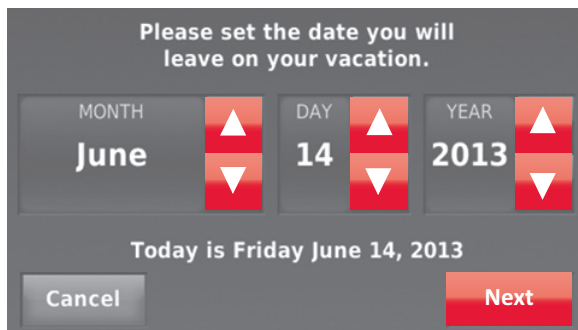 Please set the date you will
leave on your vacation.
MONTH DAY YEAR
June 14 2013
Today is Friday June 14, 2013
Cancel Next